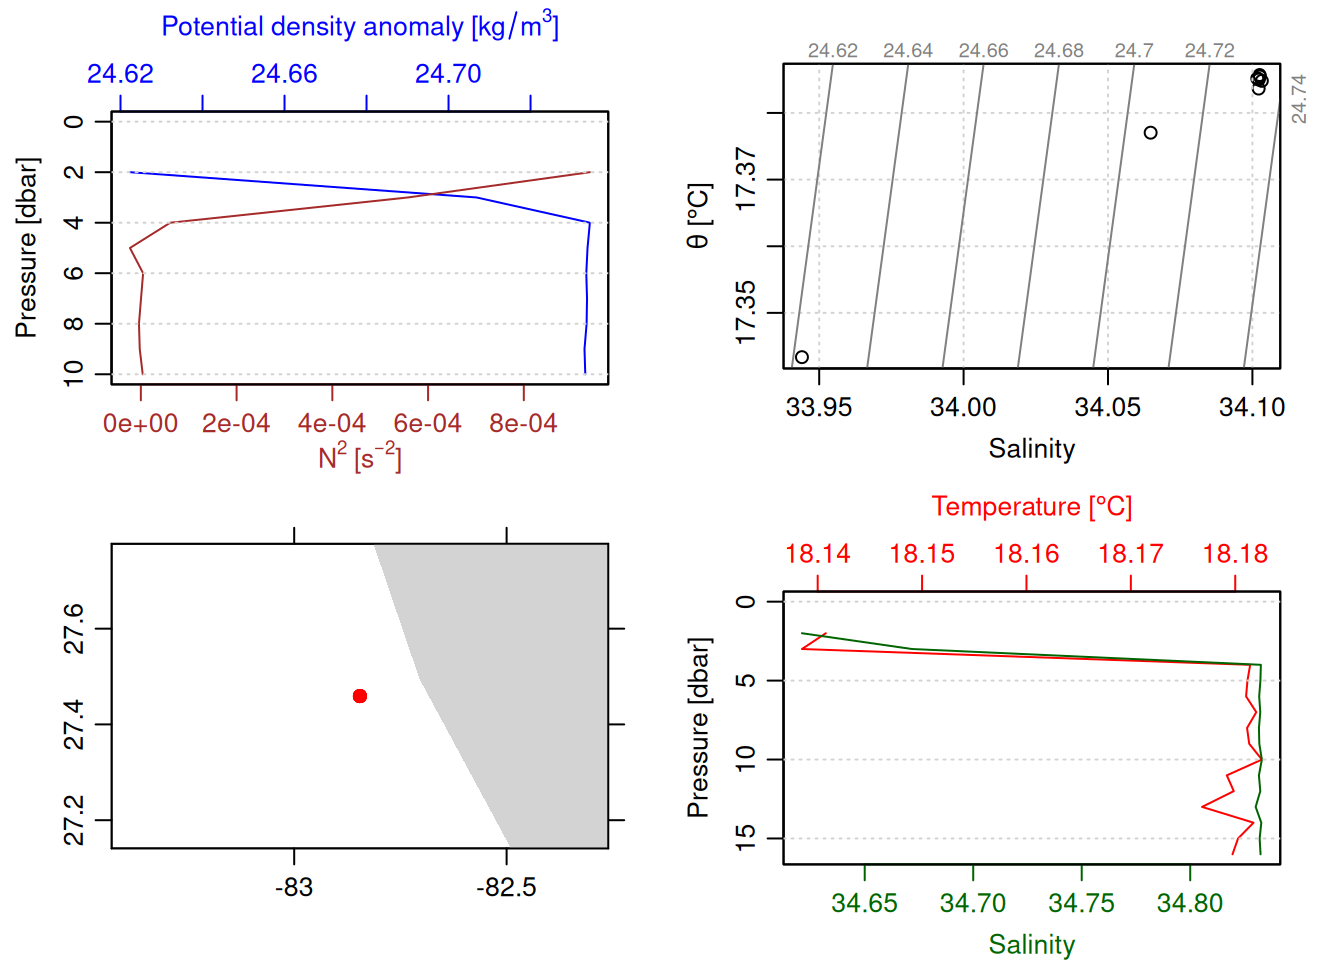 Potential density anomaly [kg/m³]
24.62 24.66 24.70
Pressure [dbar]
0
2
4
6
8
10
0e+00 2e-04 4e-04 6e-04 8e-04
N² [s⁻²]
24.62 24.64 24.66 24.68 24.7 24.72
24.74
θ [°C]
17.37
17.35
33.95 34.00 34.05 34.10
Salinity
27.6
27.4
27.2
-83 -82.5
Temperature [°C]
18.14 18.15 18.16 18.17 18.18
Pressure [dbar]
0
5
10
15
34.65 34.70 34.75 34.80
Salinity